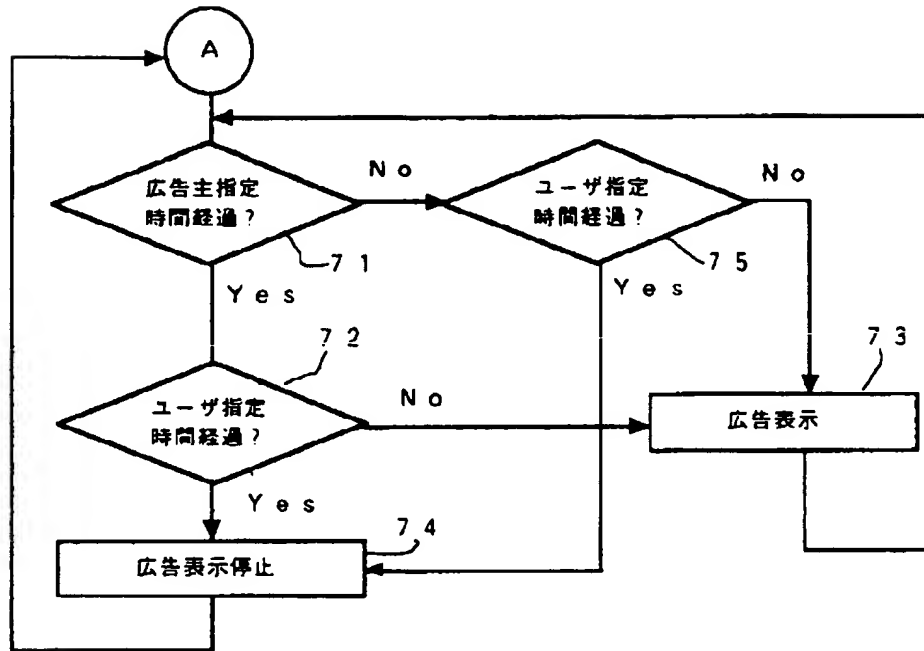 A
広告主指定
時間経過?
No
71
Yes
ユーザ指定
時間経過?
No
75
Yes
72
ユーザ指定
時間経過?
No
Yes
73
広告表示
74
広告表示停止